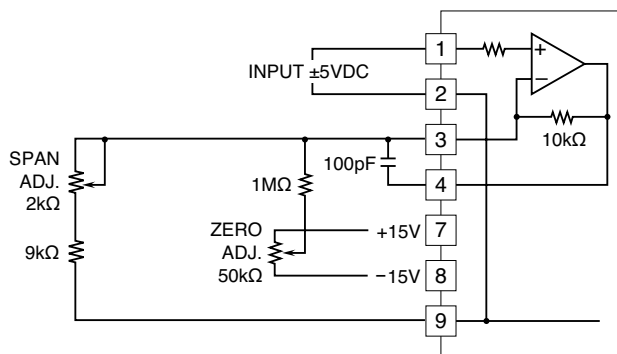 1
+
INPUT ±5VDC
−
2
3
10kΩ
SPAN
ADJ.
2kΩ
100pF
1MΩ
4
ZERO
ADJ.
50kΩ
+15V
7
9kΩ
−15V
8
9